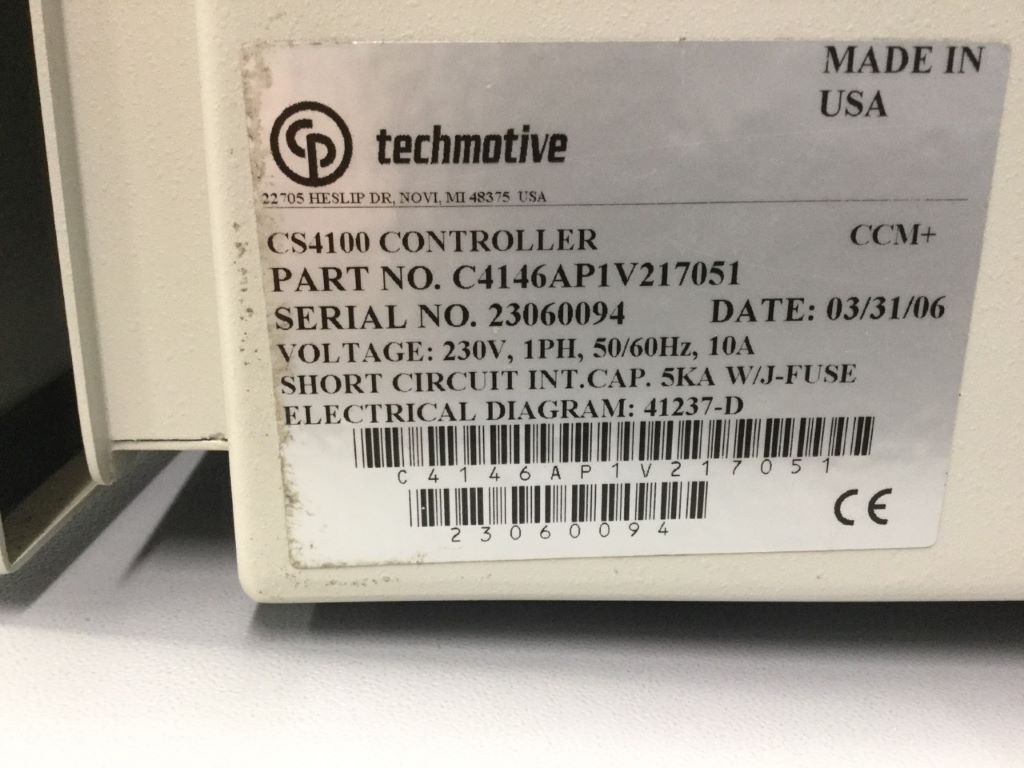 MADE IN
USA
CP techmotive
22705 HESLIP DR, NOVI, MI 48375 USA
CS4100 CONTROLLER CCM+
PART NO. C4146AP1V217051
SERIAL NO. 23060094 DATE: 03/31/06
VOLTAGE: 230V, 1PH, 50/60Hz, 10A
SHORT CIRCUIT INT.CAP. 5KA W/J-FUSE
ELECTRICAL DIAGRAM: 41237-D
C4146AP1V217051
23060094
CE